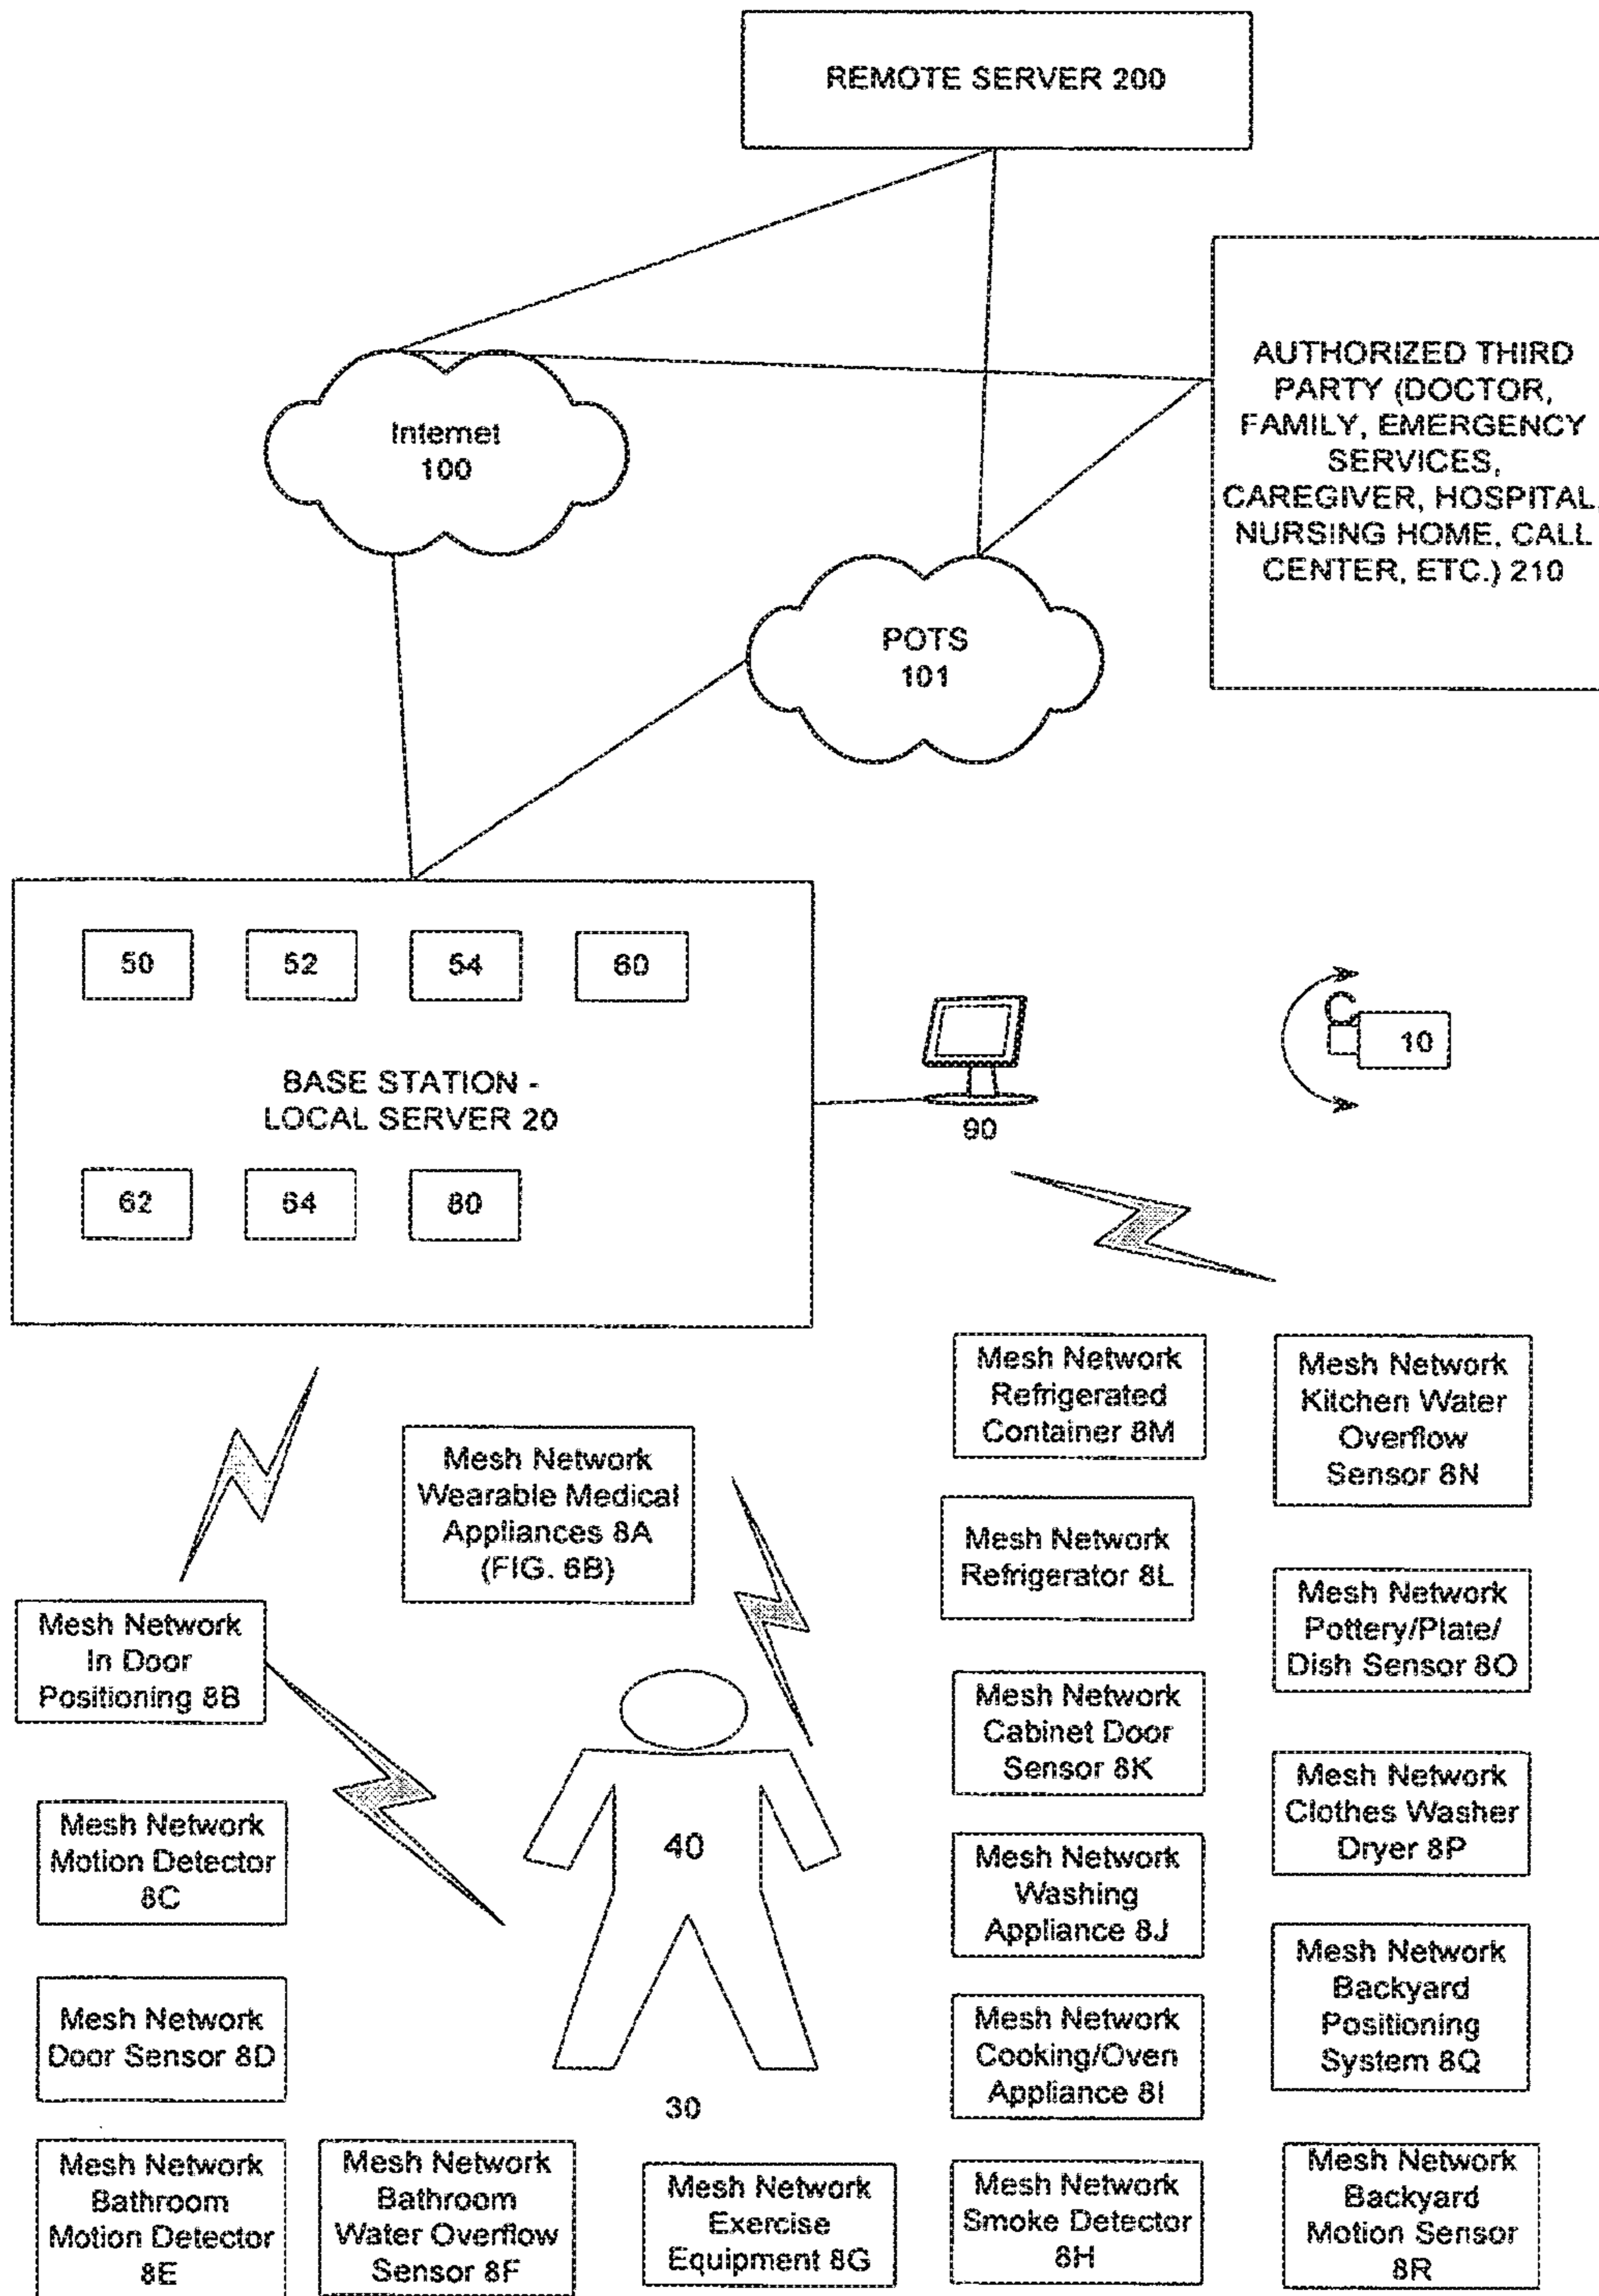 REMOTE SERVER 200
AUTHORIZED THIRD
PARTY (DOCTOR,
FAMILY, EMERGENCY
SERVICES,
CAREGIVER, HOSPITAL,
NURSING HOME, CALL
CENTER, ETC.) 210
Internet
100
POTS
101
50
52
54
60
BASE STATION -
LOCAL SERVER 20
62
64
80
90
10
Mesh Network
Refrigerated
Container 8M
Mesh Network
Kitchen Water
Overflow
Sensor 8N
Mesh Network
Wearable Medical
Appliances 8A
(FIG. 6B)
Mesh Network
Refrigerator 8L
Mesh Network
Pottery/Plate/
Dish Sensor 8O
Mesh Network
In Door
Positioning 8B
Mesh Network
Cabinet Door
Sensor 8K
Mesh Network
Clothes Washer
Dryer 8P
Mesh Network
Motion Detector
8C
40
Mesh Network
Washing
Appliance 8J
Mesh Network
Backyard
Positioning
System 8Q
Mesh Network
Door Sensor 8D
Mesh Network
Cooking/Oven
Appliance 8I
30
Mesh Network
Bathroom
Motion Detector
8E
Mesh Network
Bathroom
Water Overflow
Sensor 8F
Mesh Network
Exercise
Equipment 8G
Mesh Network
Smoke Detector
8H
Mesh Network
Backyard
Motion Sensor
8R